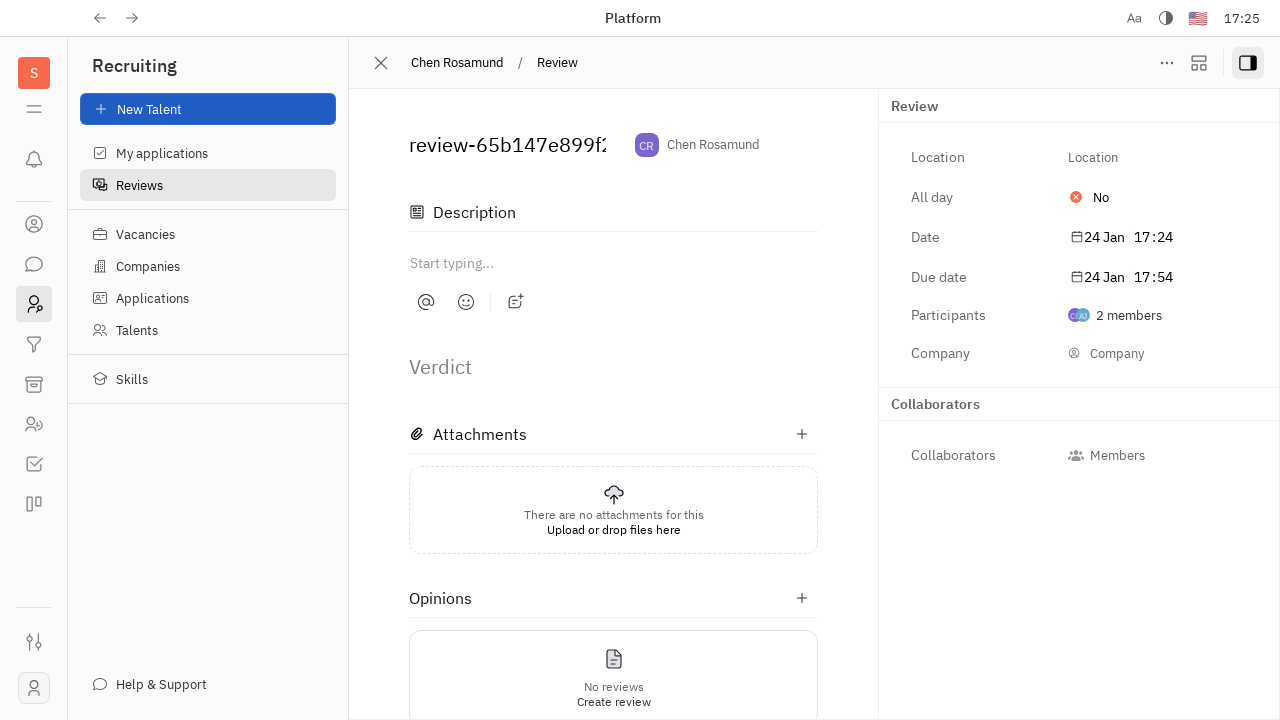 Platform
Aa
17:25
S
Recruiting
New Talent
My applications
Reviews
Vacancies
Companies
Applications
Talents
Skills
Help & Support
Chen Rosamund / Review
CR
Chen Rosamund
Description
Start typing...
Verdict
Attachments
There are no attachments for this
Upload or drop files here
Opinions
No reviews
Create review
Review
Location Location
All day No
Date 24 Jan 17:24
Due date 24 Jan 17:54
Participants AJ 2 members
Company Company
Collaborators
Collaborators Members